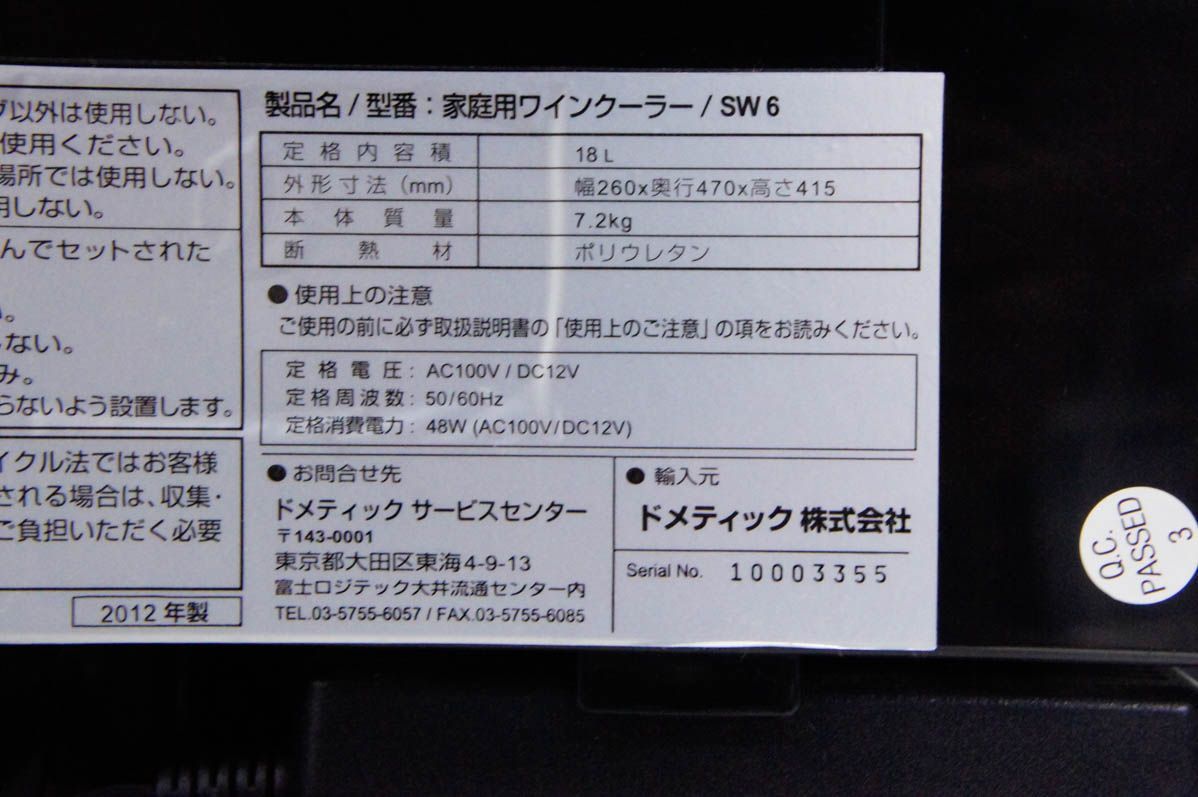 以外は使用しない。
使用ください。
場所では使用しない。
用しない。
んでセットされた
。
ない。
み。
らないよう設置します。
イクル法ではお客様
される場合は、収集・
ご負担いただく必要
2012 年製
製品名 / 型番 : 家庭用ワインクーラー / SW 6
定格内容積 18 L
外形寸法 (mm) 幅260x奥行470x高さ415
本体質量 7.2kg
断熱材 ポリウレタン
● 使用上の注意
ご使用の前に必ず取扱説明書の「使用上のご注意」の項をお読みください。
定格電圧 : AC100V / DC12V
定格周波数 : 50/60Hz
定格消費電力 : 48W (AC100V/DC12V)
● お問合せ先
ドメティック サービスセンター
〒143-0001
東京都大田区東海4-9-13
富士ロジテック大井流通センター内
TEL.03-5755-6057 / FAX.03-5755-6085
● 輸入元
ドメティック 株式会社
Serial No. 10003355
Q.C.
PASSED
3